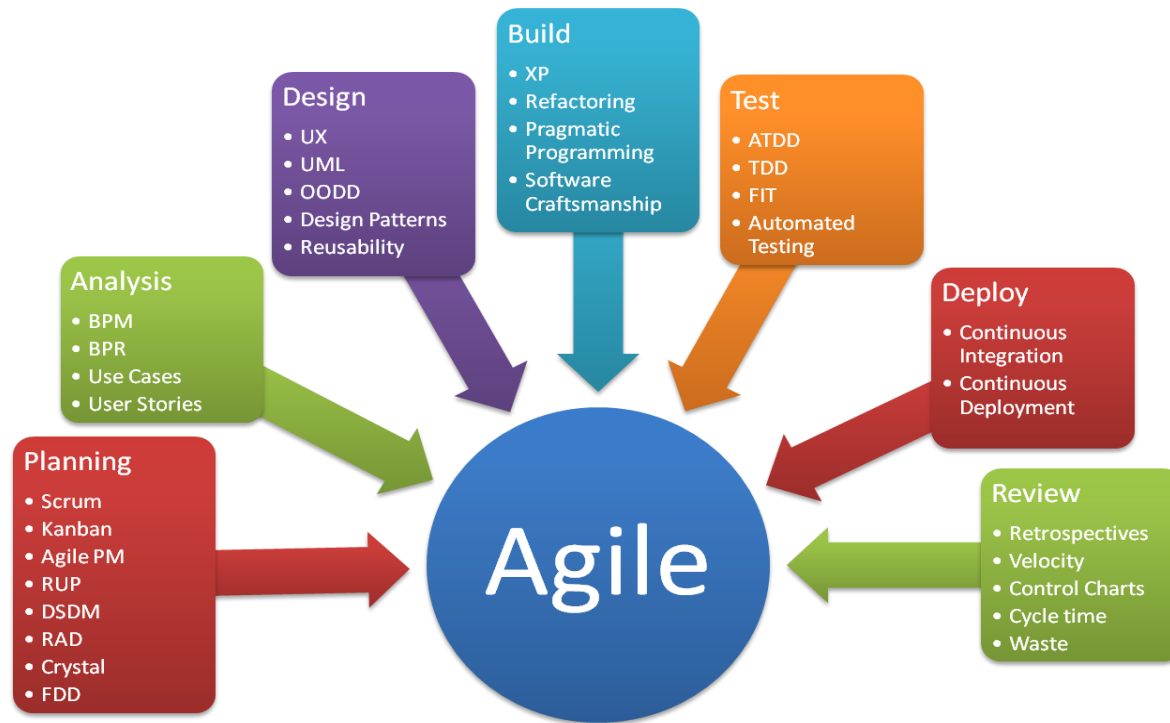 Planning
• Scrum
• Kanban
• Agile PM
• RUP
• DSDM
• RAD
• Crystal
• FDD
Analysis
• BPM
• BPR
• Use Cases
• User Stories
Design
• UX
• UML
• OODD
• Design Patterns
• Reusability
Build
• XP
• Refactoring
• Pragmatic
Programming
• Software
Craftsmanship
Test
• ATDD
• TDD
• FIT
• Automated
Testing
Deploy
• Continuous
Integration
• Continuous
Deployment
Review
• Retrospectives
• Velocity
• Control Charts
• Cycle time
• Waste
Agile